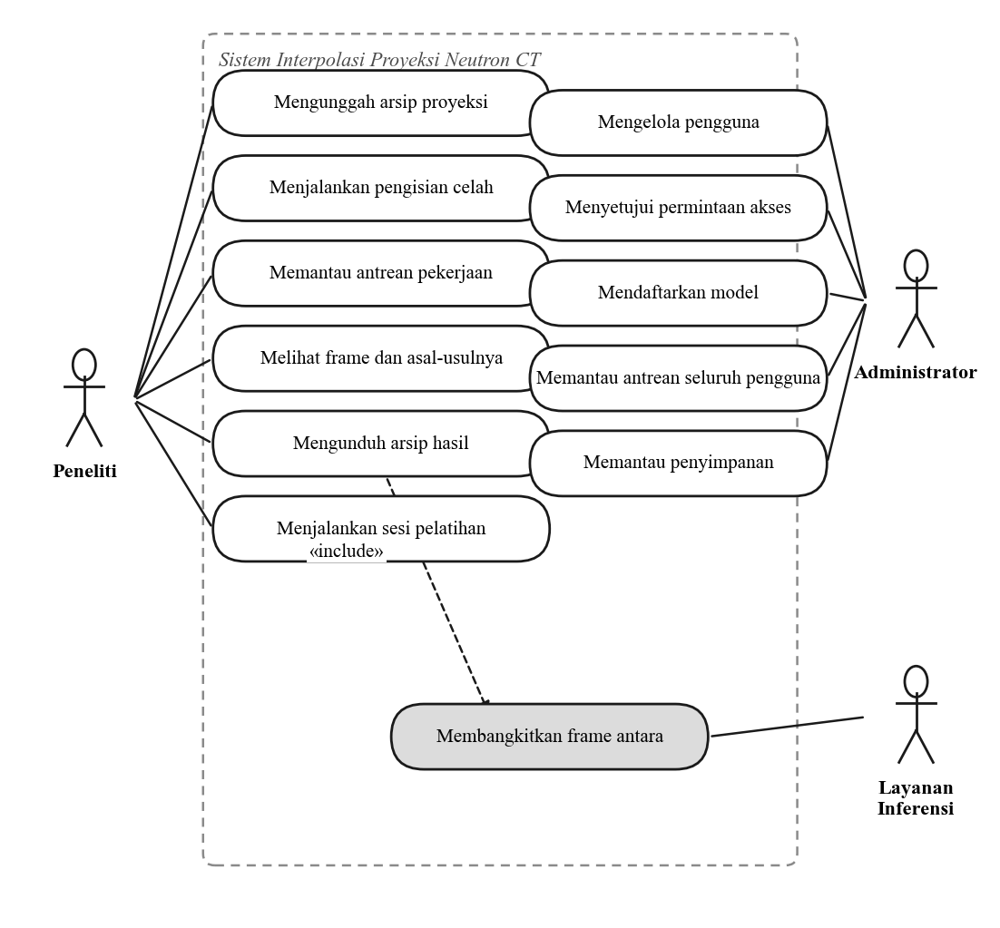 Sistem Interpolasi Proyeksi Neutron CT
Mengunggah arsip proyeksi
Mengelola pengguna
Menjalankan pengisian celah
Menyetujui permintaan akses
Memantau antrean pekerjaan
Mendaftarkan model
Melihat frame dan asal-usulnya
Memantau antrean seluruh pengguna
Administrator
Mengunduh arsip hasil
Memantau penyimpanan
Peneliti
Menjalankan sesi pelatihan
«include»
Membangkitkan frame antara
Layanan
Inferensi